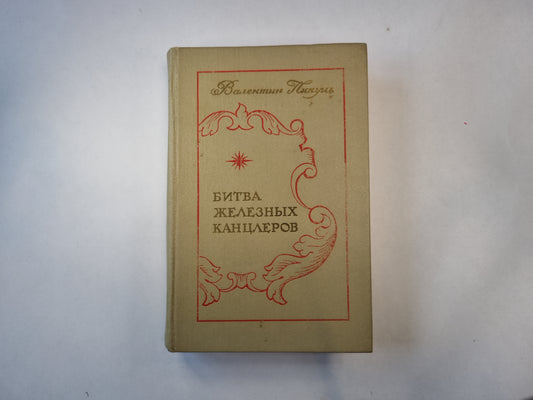 Валентин Пикуль
БИТВА
ЖЕЛЕЗНЫХ
КАНЦЛЕРОВ